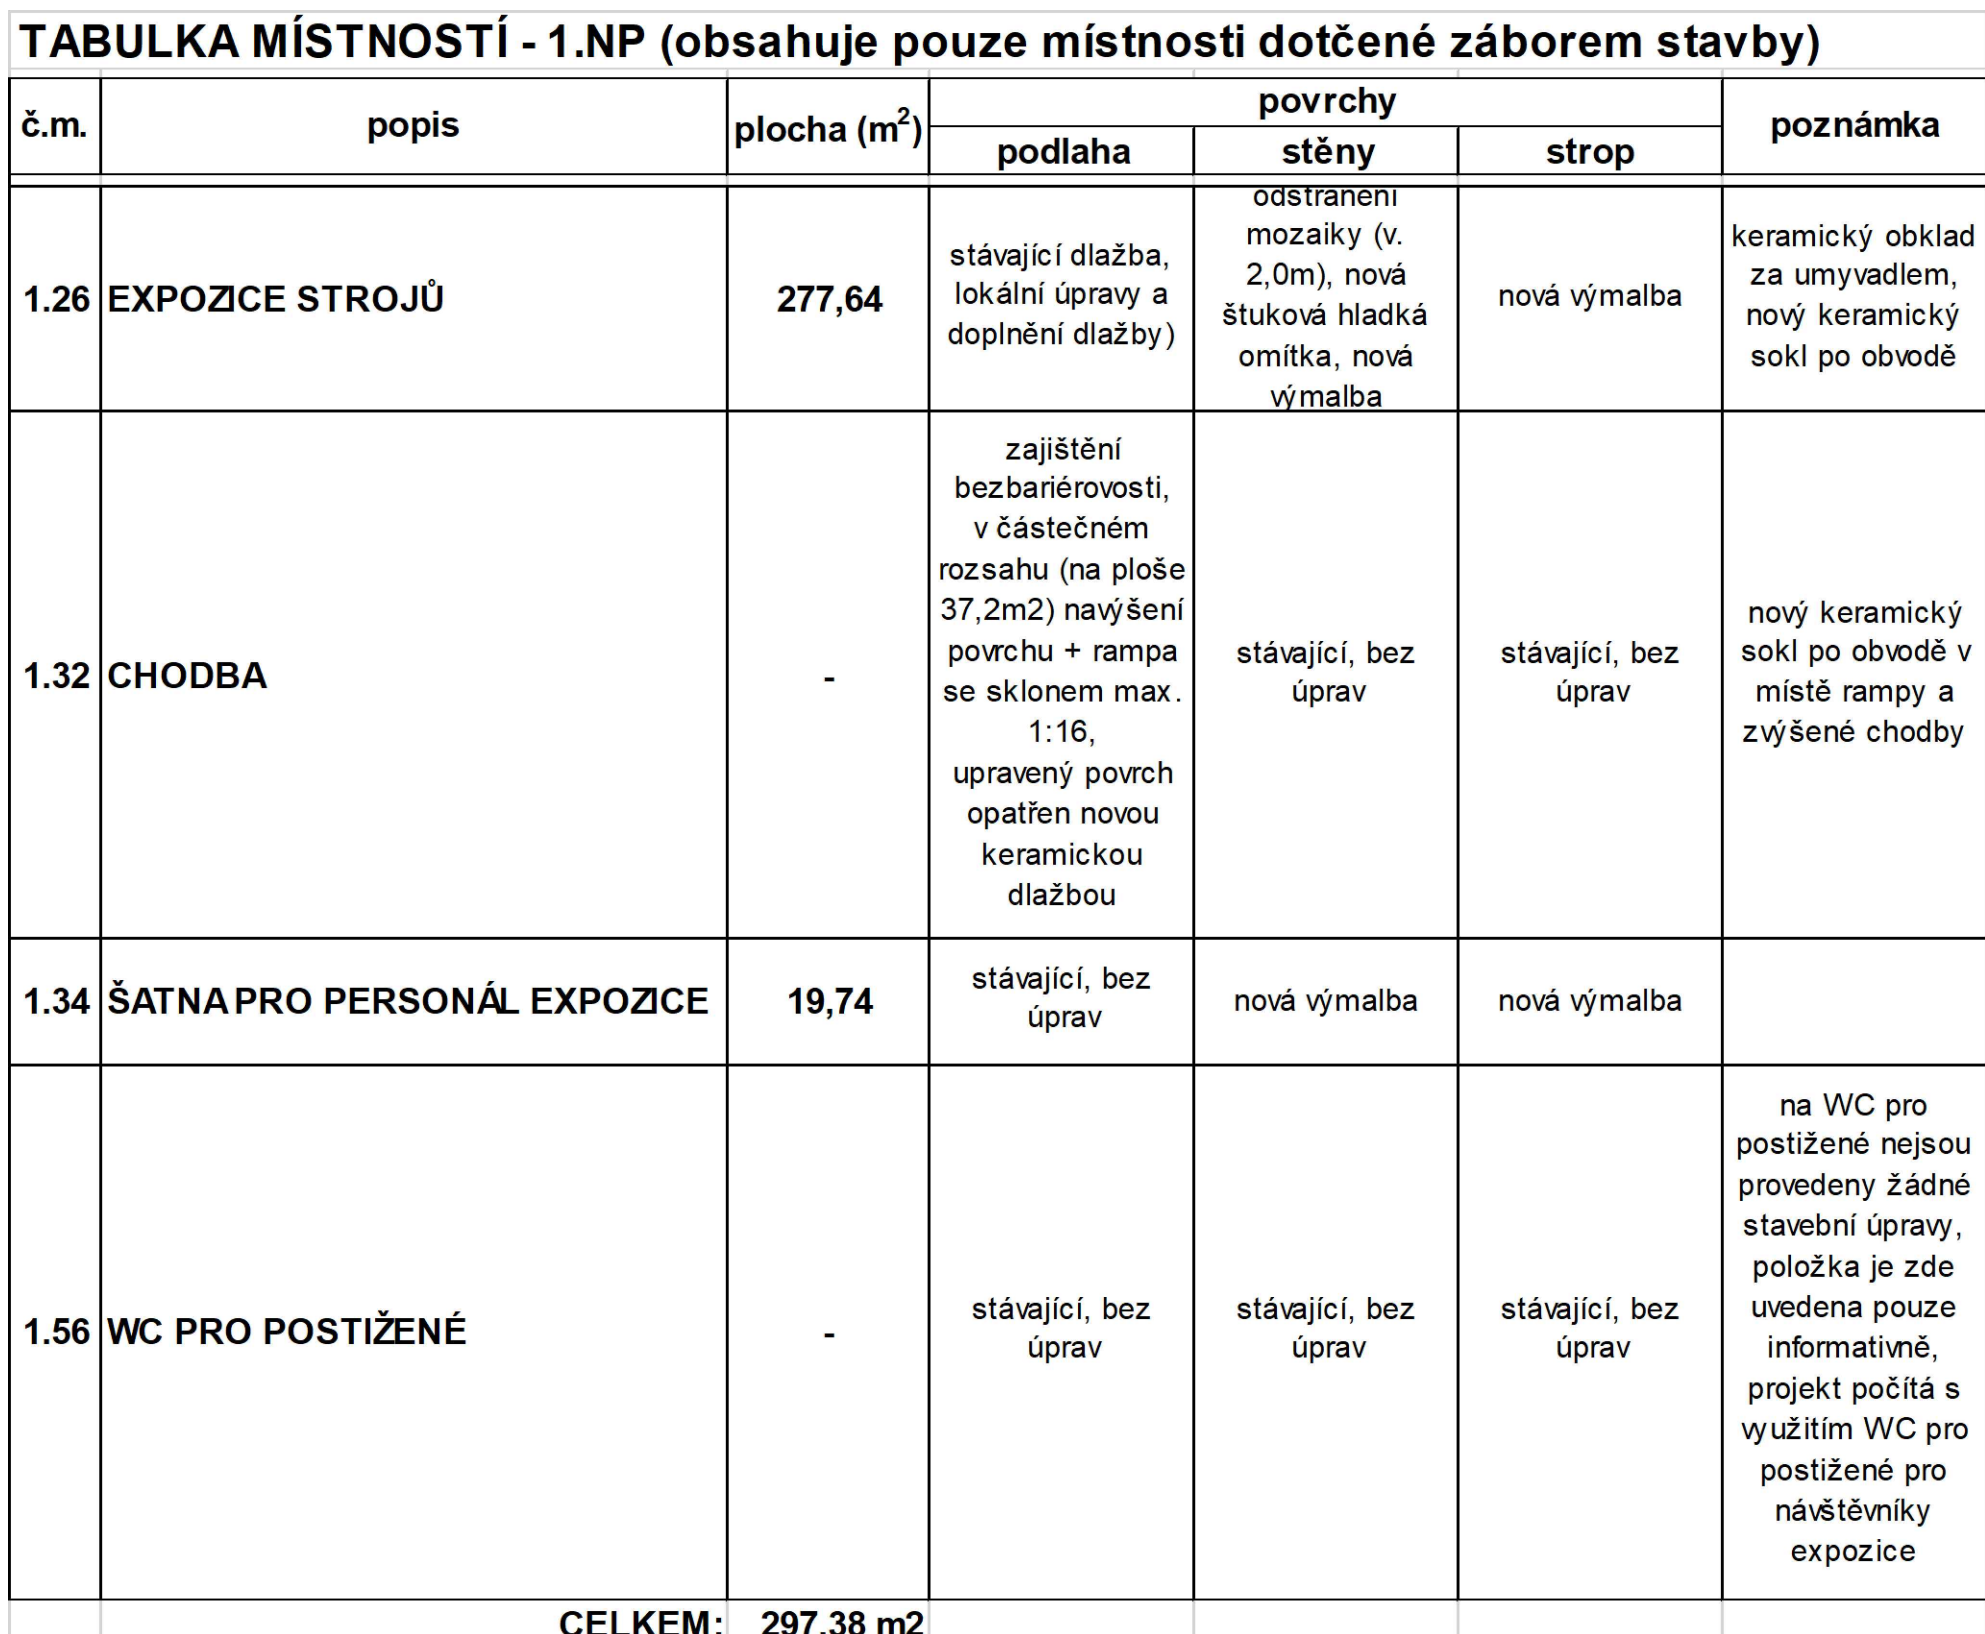 TABULKA MÍSTNOSTÍ - 1.NP (obsahuje pouze místnosti dotčené záborem stavby)
č.m.
popis
plocha (m²)
povrchy
podlaha
stěny
strop
poznámka
1.26
EXPOZICE STROJŮ
277,64
stávající dlažba,
lokální úpravy a
doplnění dlažby)
odstranění
mozaiky (v.
2,0m), nová
štuková hladká
omítka, nová
výmalba
nová výmalba
keramický obklad
za umyvadlem,
nový keramický
sokl po obvodě
1.32
CHODBA
-
zajištění
bezbariérovosti,
v částečném
rozsahu (na ploše
37,2m2) navýšení
povrchu + rampa
se sklonem max.
1:16,
upravený povrch
opatřen novou
keramickou
dlažbou
stávající, bez
úprav
stávající, bez
úprav
nový keramický
sokl po obvodě v
místě rampy a
zvýšené chodby
1.34
ŠATNA PRO PERSONÁL EXPOZICE
19,74
stávající, bez
úprav
nová výmalba
nová výmalba
1.56
WC PRO POSTIŽENÉ
-
stávající, bez
úprav
stávající, bez
úprav
stávající, bez
úprav
na WC pro
postižené nejsou
provedeny žádné
stavební úpravy,
položka je zde
uvedena pouze
informativně,
projekt počítá s
využitím WC pro
postižené pro
návštěvníky
expozice
CELKEM: 297,38 m2